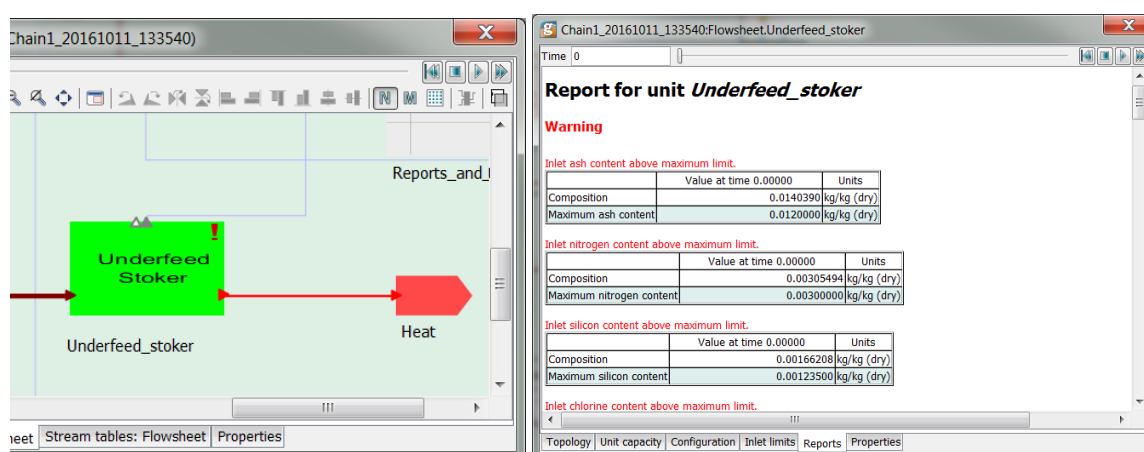 Chain1_20161011_133540)
X
N M
Reports_and_
Underfeed
Stoker
!
Underfeed_stoker
Heat
Stream tables: Flowsheet Properties
g Chain1_20161011_133540:Flowsheet.Underfeed_stoker X
Time 0
Report for unit Underfeed_stoker
Warning
Inlet ash content above maximum limit.
Value at time 0.00000 Units
Composition 0.0140390 kg/kg (dry)
Maximum ash content 0.0120000 kg/kg (dry)
Inlet nitrogen content above maximum limit.
Value at time 0.00000 Units
Composition 0.00305494 kg/kg (dry)
Maximum nitrogen content 0.00300000 kg/kg (dry)
Inlet silicon content above maximum limit.
Value at time 0.00000 Units
Composition 0.00166208 kg/kg (dry)
Maximum silicon content 0.00123500 kg/kg (dry)
Inlet chlorine content above maximum limit.
Topology Unit capacity Configuration Inlet limits Reports Properties